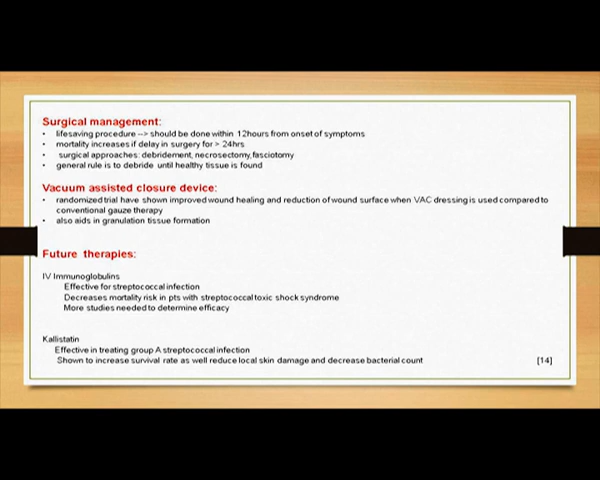 Surgical management:
• lifesaving procedure --> should be done within 12hours from onset of symptoms
• mortality increases if delay in surgery for > 24hrs
• surgical approaches: debridement, necrosectomy, fasciotomy
• general rule is to debride until healthy tissue is found
Vacuum assisted closure device:
• randomized trial have shown improved wound healing and reduction of wound surface when VAC dressing is used compared to
conventional gauze therapy
• also aids in granulation tissue formation
Future therapies:
IV Immunoglobulins
Effective for streptococcal infection
Decreases mortality risk in pts with streptococcal toxic shock syndrome
More studies needed to determine efficacy
Kallistatin
Effective in treating group A streptococcal infection
Shown to increase survival rate as well reduce local skin damage and decrease bacterial count [14]